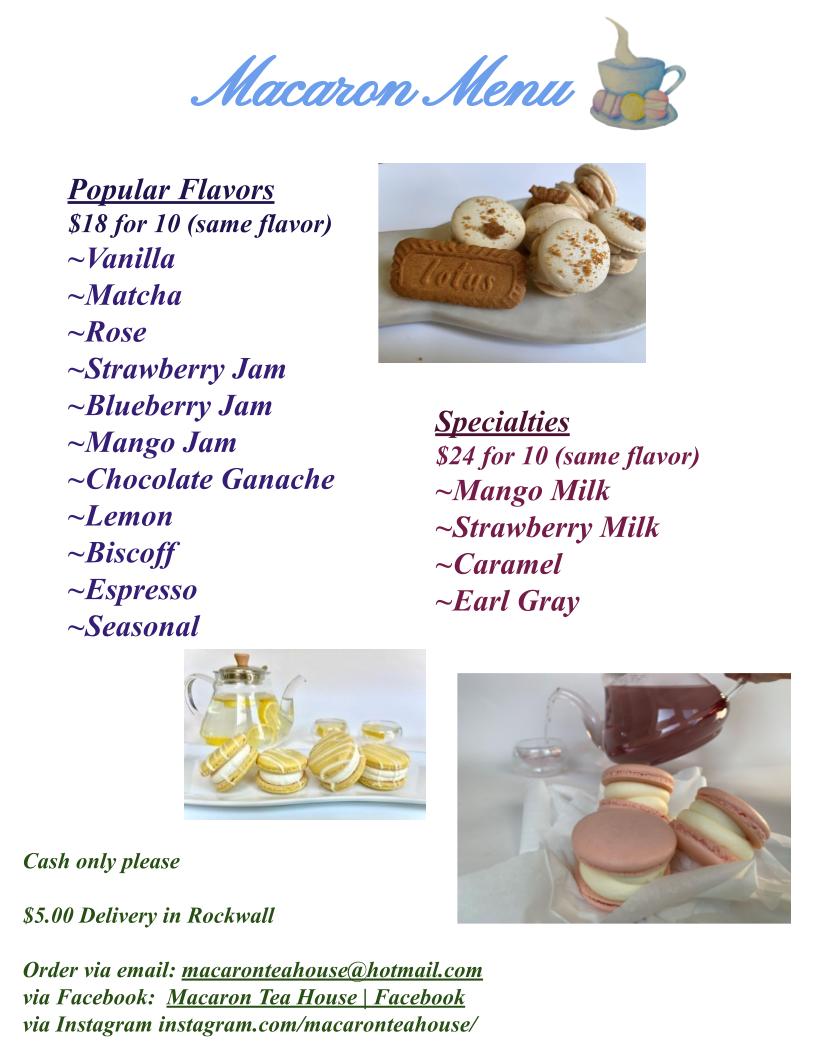 Macaron Menu
Popular Flavors
$18 for 10 (same flavor)
~Vanilla
~Matcha
~Rose
~Strawberry Jam
~Blueberry Jam
~Mango Jam
~Chocolate Ganache
~Lemon
~Biscoff
~Espresso
~Seasonal
lotus
Specialties
$24 for 10 (same flavor)
~Mango Milk
~Strawberry Milk
~Caramel
~Earl Gray
Cash only please
$5.00 Delivery in Rockwall
Order via email: macaronteahouse@hotmail.com
via Facebook: Macaron Tea House | Facebook
via Instagram instagram.com/macaronteahouse/